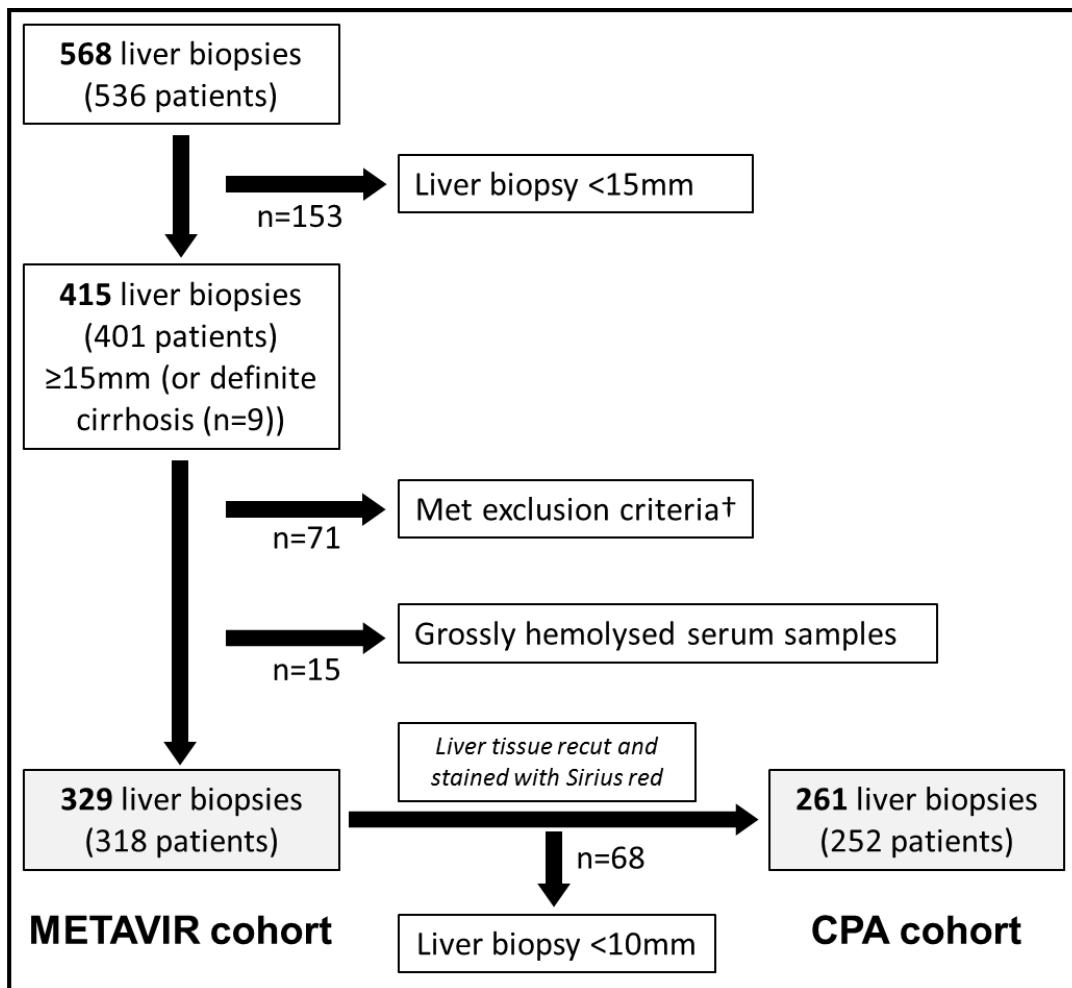 568 liver biopsies
(536 patients)
Liver biopsy <15mm
n=153
415 liver biopsies
(401 patients)
≥15mm (or definite
cirrhosis (n=9))
Met exclusion criteria†
n=71
Grossly hemolysed serum samples
n=15
Liver tissue recut and
stained with Sirius red
329 liver biopsies
(318 patients)
261 liver biopsies
(252 patients)
n=68
METAVIR cohort
Liver biopsy <10mm
CPA cohort